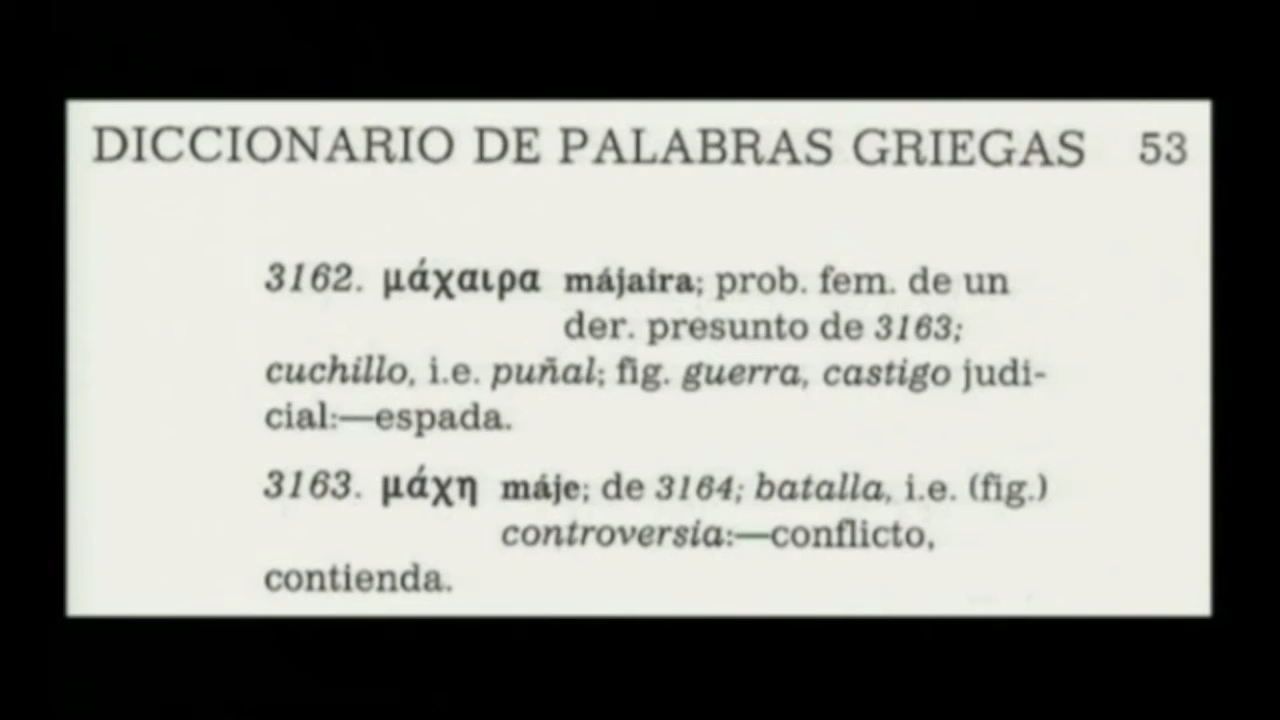 DICCIONARIO DE PALABRAS GRIEGAS 53
3162. μάχαιρα májaira; prob. fem. de un
der. presunto de 3163;
cuchillo, i.e. puñal; fig. guerra, castigo judi-
cial:—espada.
3163. μάχη máje; de 3164; batalla, i.e. (fig.)
controversia:—conflicto,
contienda.